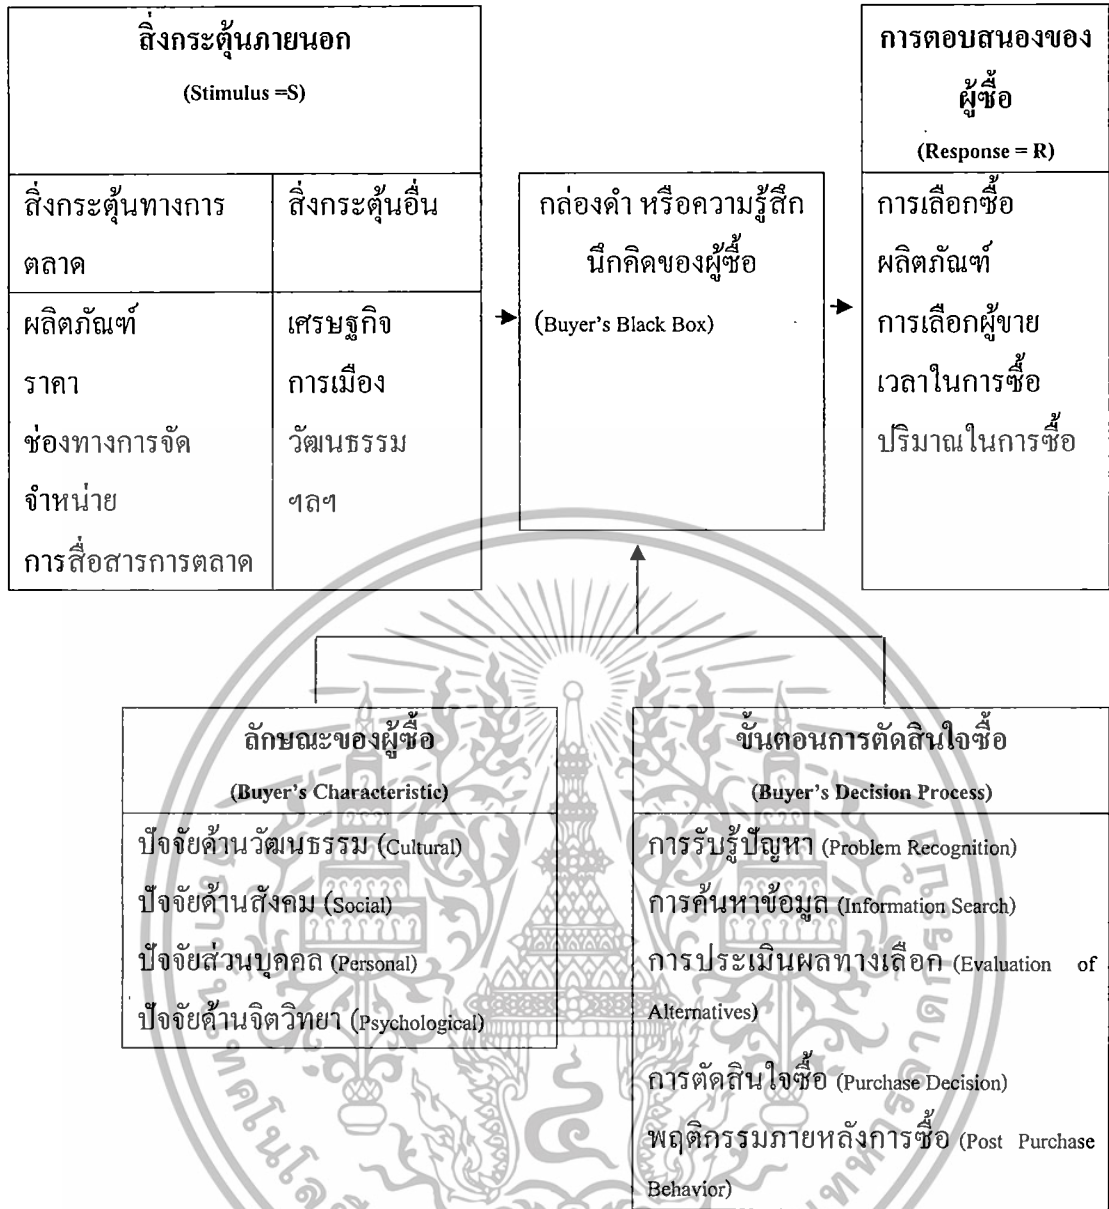 สิ่งกระตุ้นภายนอก
(Stimulus =S)
สิ่งกระตุ้นทางการ
ตลาด
สิ่งกระตุ้นอื่น
ผลิตภัณฑ์
ราคา
ช่องทางการจัด
จำหน่าย
การสื่อสารการตลาด
เศรษฐกิจ
การเมือง
วัฒนธรรม
ฯลฯ
กล่องดำ หรือความรู้สึก
นึกคิดของผู้ซื้อ
(Buyer's Black Box)
การตอบสนองของ
ผู้ซื้อ
(Response = R)
การเลือกซื้อ
ผลิตภัณฑ์
การเลือกผู้ขาย
เวลาในการซื้อ
ปริมาณในการซื้อ
ลักษณะของผู้ซื้อ
(Buyer's Characteristic)
ปัจจัยด้านวัฒนธรรม (Cultural)
ปัจจัยด้านสังคม (Social)
ปัจจัยส่วนบุคคล (Personal)
ปัจจัยด้านจิตวิทยา (Psychological)
ขั้นตอนการตัดสินใจซื้อ
(Buyer's Decision Process)
การรับรู้ปัญหา (Problem Recognition)
การค้นหาข้อมูล (Information Search)
การประเมินผลทางเลือก (Evaluation of
Alternatives)
การตัดสินใจซื้อ (Purchase Decision)
พฤติกรรมภายหลังการซื้อ (Post Purchase
Behavior)